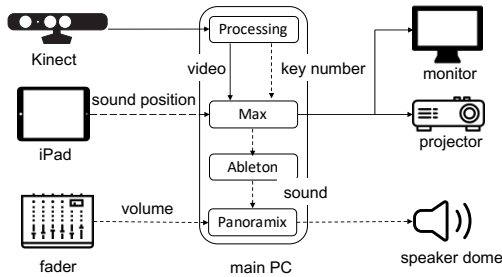 Processing
Kinect
video
key number
monitor
sound position
Max
iPad
projector
Ableton
sound
volume
Panoramix
fader
main PC
speaker dome